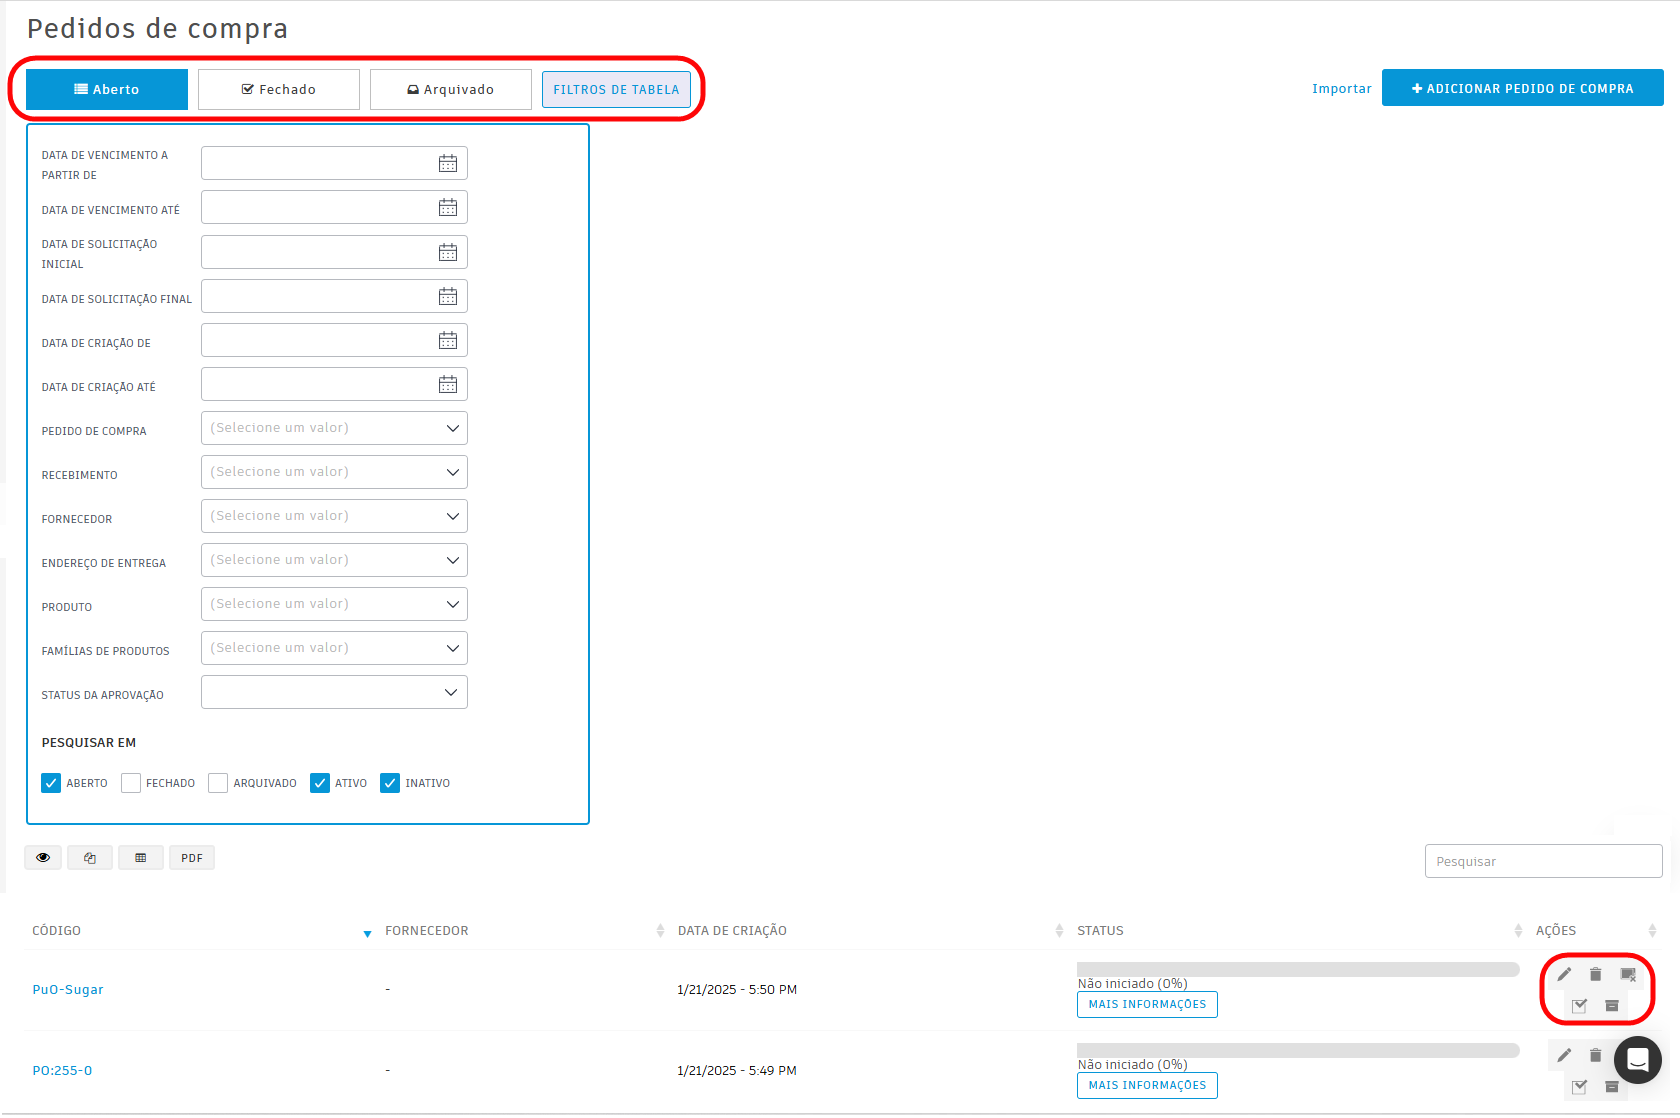 Pedidos de compra
Aberto
Fechado
Arquivado
FILTROS DE TABELA
Importar
ADICIONAR PEDIDO DE COMPRA
DATA DE VENCIMENTO A
PARTIR DE
DATA DE VENCIMENTO ATÉ
DATA DE SOLICITAÇÃO
INICIAL
DATA DE SOLICITAÇÃO FINAL
DATA DE CRIAÇÃO DE
DATA DE CRIAÇÃO ATÉ
PEDIDO DE COMPRA (Selecione um valor)
RECEBIMENTO (Selecione um valor)
FORNECEDOR (Selecione um valor)
ENDEREÇO DE ENTREGA (Selecione um valor)
PRODUTO (Selecione um valor)
FAMÍLIAS DE PRODUTOS (Selecione um valor)
STATUS DA APROVAÇÃO
PESQUISAR EM
ABERTO FECHADO ARQUIVADO ATIVO INATIVO
PDF
Pesquisar
CÓDIGO FORNECEDOR DATA DE CRIAÇÃO STATUS AÇÕES
PuO-Sugar - 1/21/2025 - 5:50 PM
Não iniciado (0%)
MAIS INFORMAÇÕES
PO:255-0 - 1/21/2025 - 5:49 PM
Não iniciado (0%)
MAIS INFORMAÇÕES